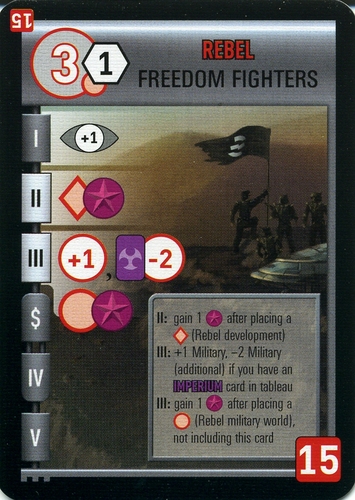 15
3 1 REBEL
FREEDOM FIGHTERS
I +1
II
III +1 , -2
$
IV
V
II: gain 1 after placing a
(Rebel development)
III: +1 Military, -2 Military
(additional) if you have an
IMPERIUM card in tableau
III: gain 1 after placing a
(Rebel military world),
not including this card
15